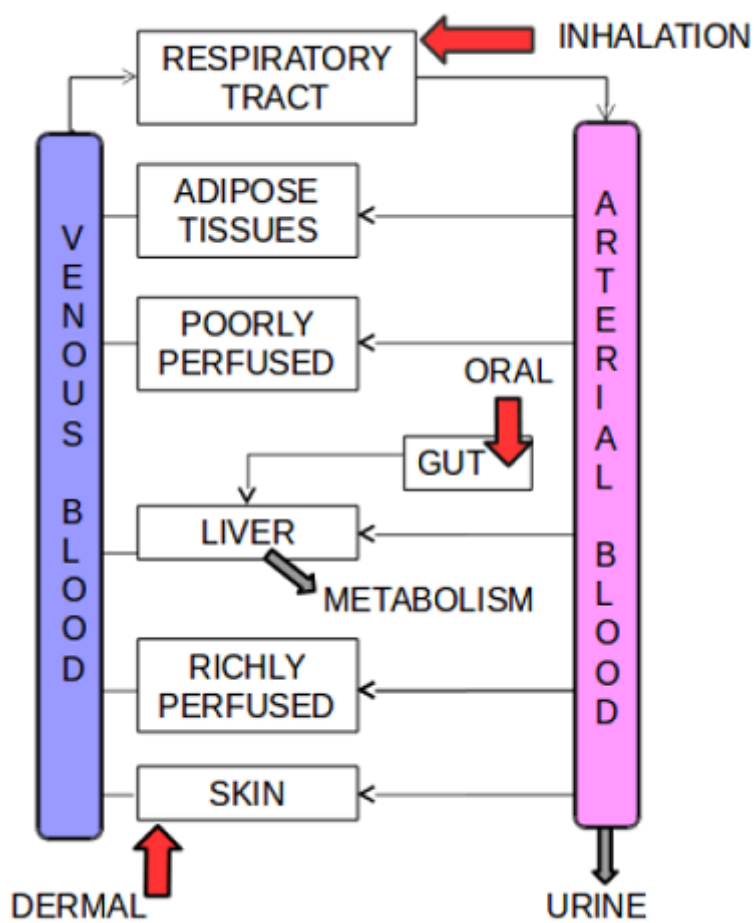 INHALATION
RESPIRATORY
TRACT
ADIPOSE
TISSUES
VENOUS BLOOD
ARTERIAL BLOOD
POORLY
PERFUSED
ORAL
GUT
LIVER
METABOLISM
RICHLY
PERFUSED
SKIN
DERMAL
URINE